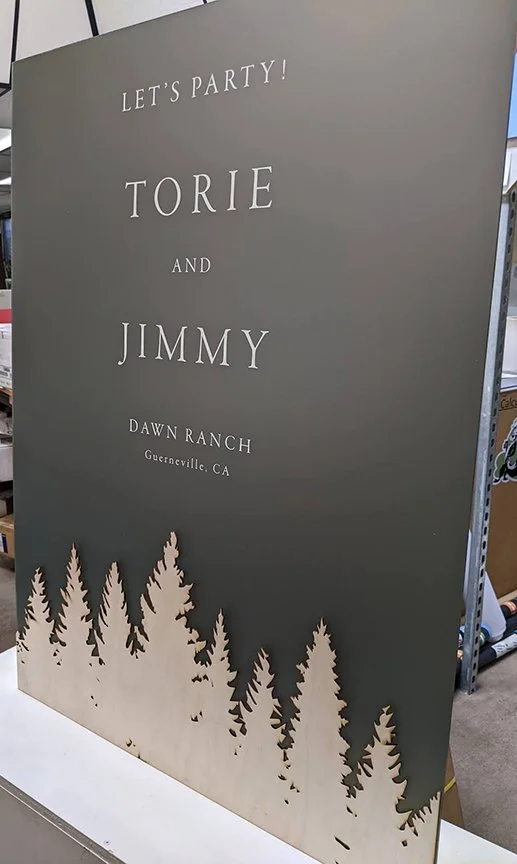 LET'S PARTY!
TORIE
AND
JIMMY
DAWN RANCH
Guerneville, CA